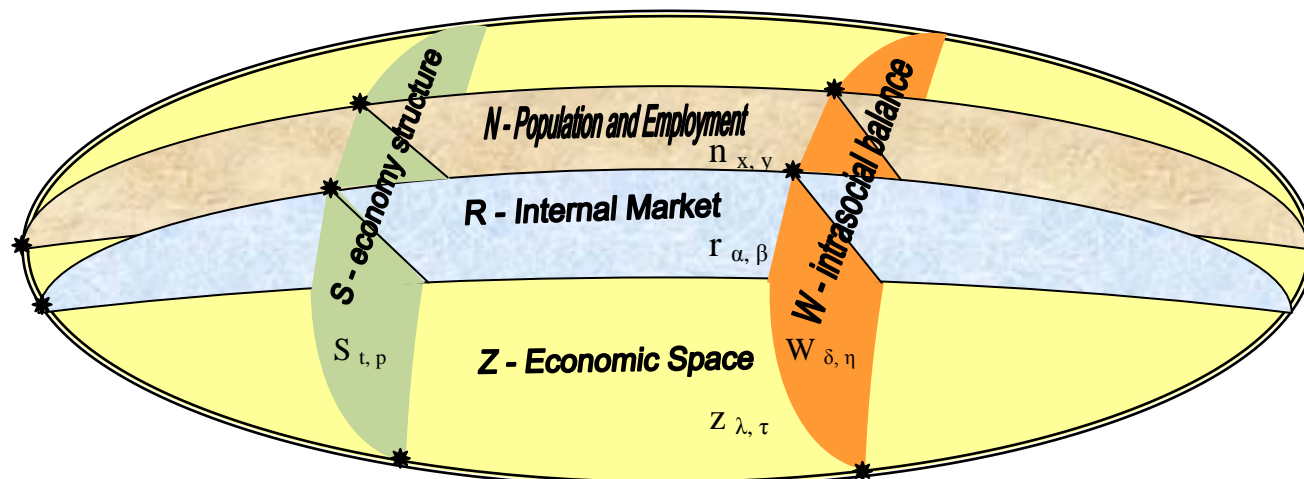 S - economy structure
W - intrasocial balance
N - Population and Employment
n x, y
R - Internal Market
r α, β
S t, p
Z - Economic Space
W δ, η
z λ, τ